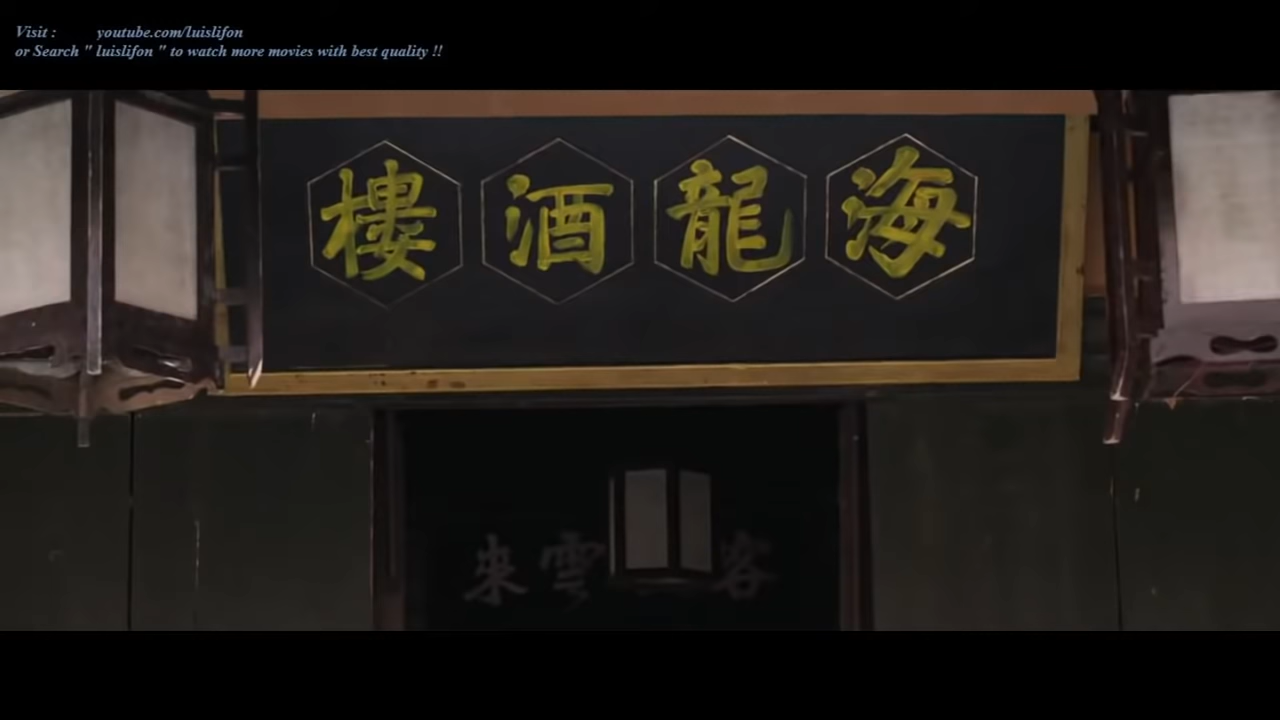 Visit : youtube.com/luislifon
or Search " luislifon " to watch more movies with best quality !!
海龍酒樓
客雲來